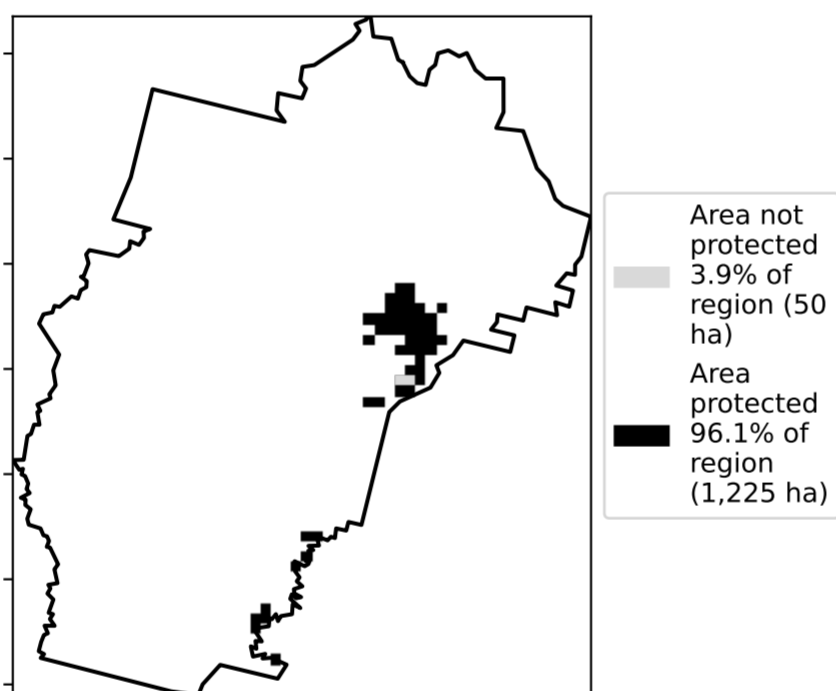 Area not
protected
3.9% of
region (50
ha)
Area
protected
96.1% of
region
(1,225 ha)